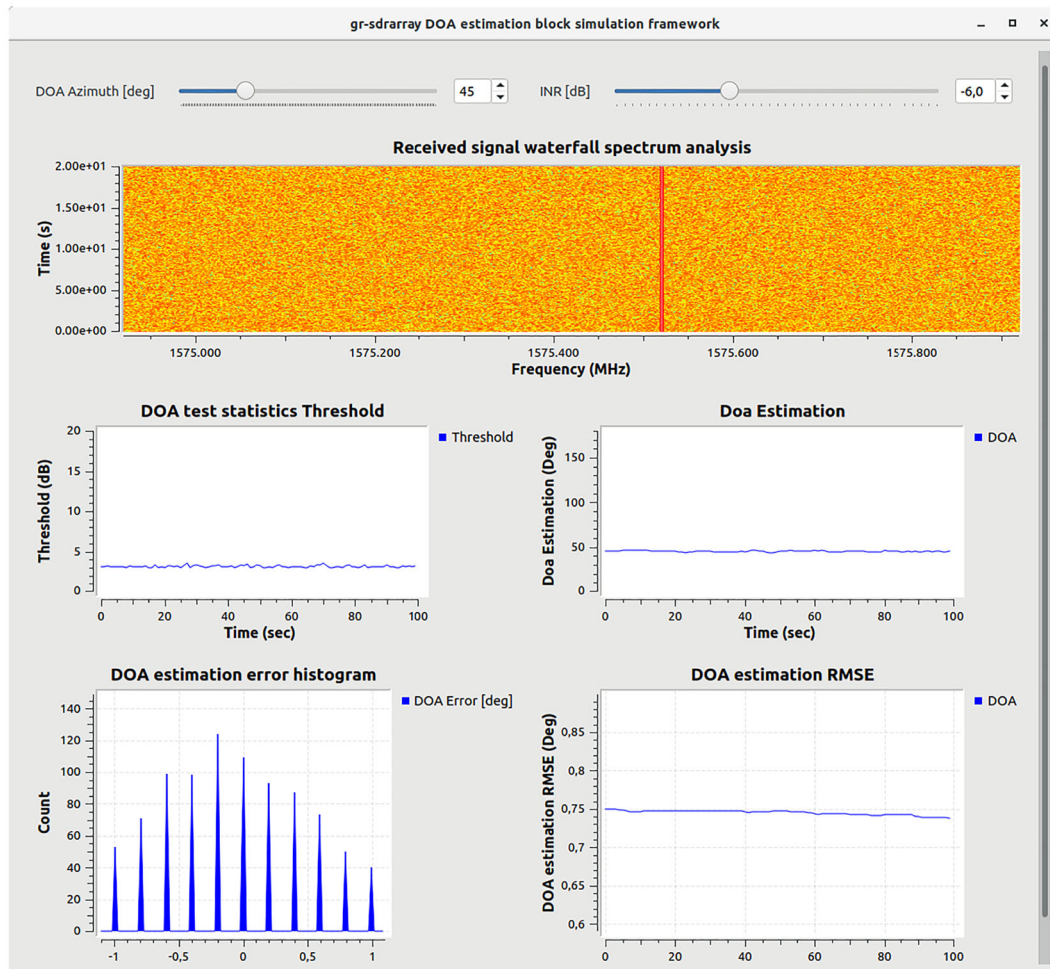 gr-sdrarray DOA estimation block simulation framework
DOA Azimuth [deg] 45 INR [dB] -6,0
Received signal waterfall spectrum analysis
Time (s)
2.00e+01
1.50e+01
1.00e+01
5.00e+00
0.00e+00
1575.000 1575.200 1575.400 1575.600 1575.800
Frequency (MHz)
DOA test statistics Threshold
Threshold (dB)
20
15
10
5
0
Threshold
0 20 40 60 80 100
Time (sec)
Doa Estimation
Doa Estimation (Deg)
150
100
50
0
DOA
0 20 40 60 80 100
Time (sec)
DOA estimation error histogram
Count
140
120
100
80
60
40
20
0
DOA Error [deg]
-1 -0,5 0 0,5 1
DOA estimation RMSE
DOA estimation RMSE (Deg)
0,85
0,8
0,75
0,7
0,65
0,6
DOA
0 20 40 60 80 100